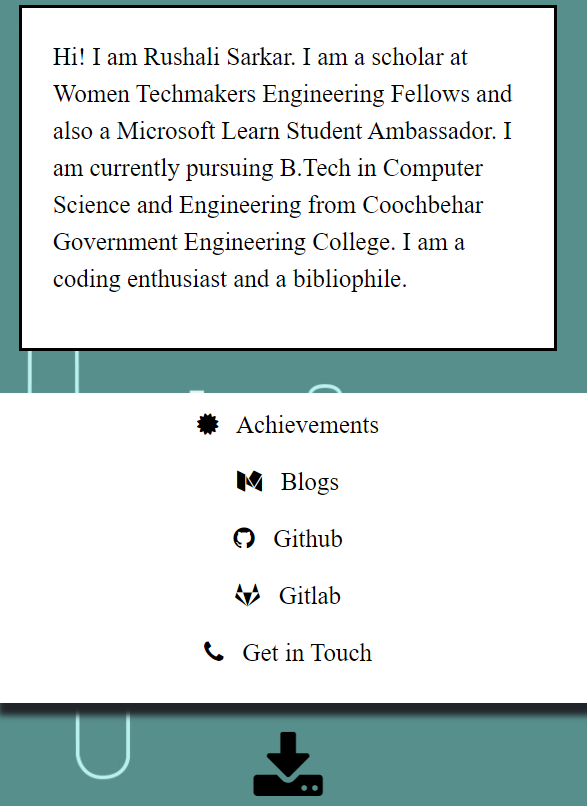 Hi! I am Rushali Sarkar. I am a scholar at
Women Techmakers Engineering Fellows and
also a Microsoft Learn Student Ambassador. I
am currently pursuing B.Tech in Computer
Science and Engineering from Coochbehar
Government Engineering College. I am a
coding enthusiast and a bibliophile.
Achievements
Blogs
Github
Gitlab
Get in Touch